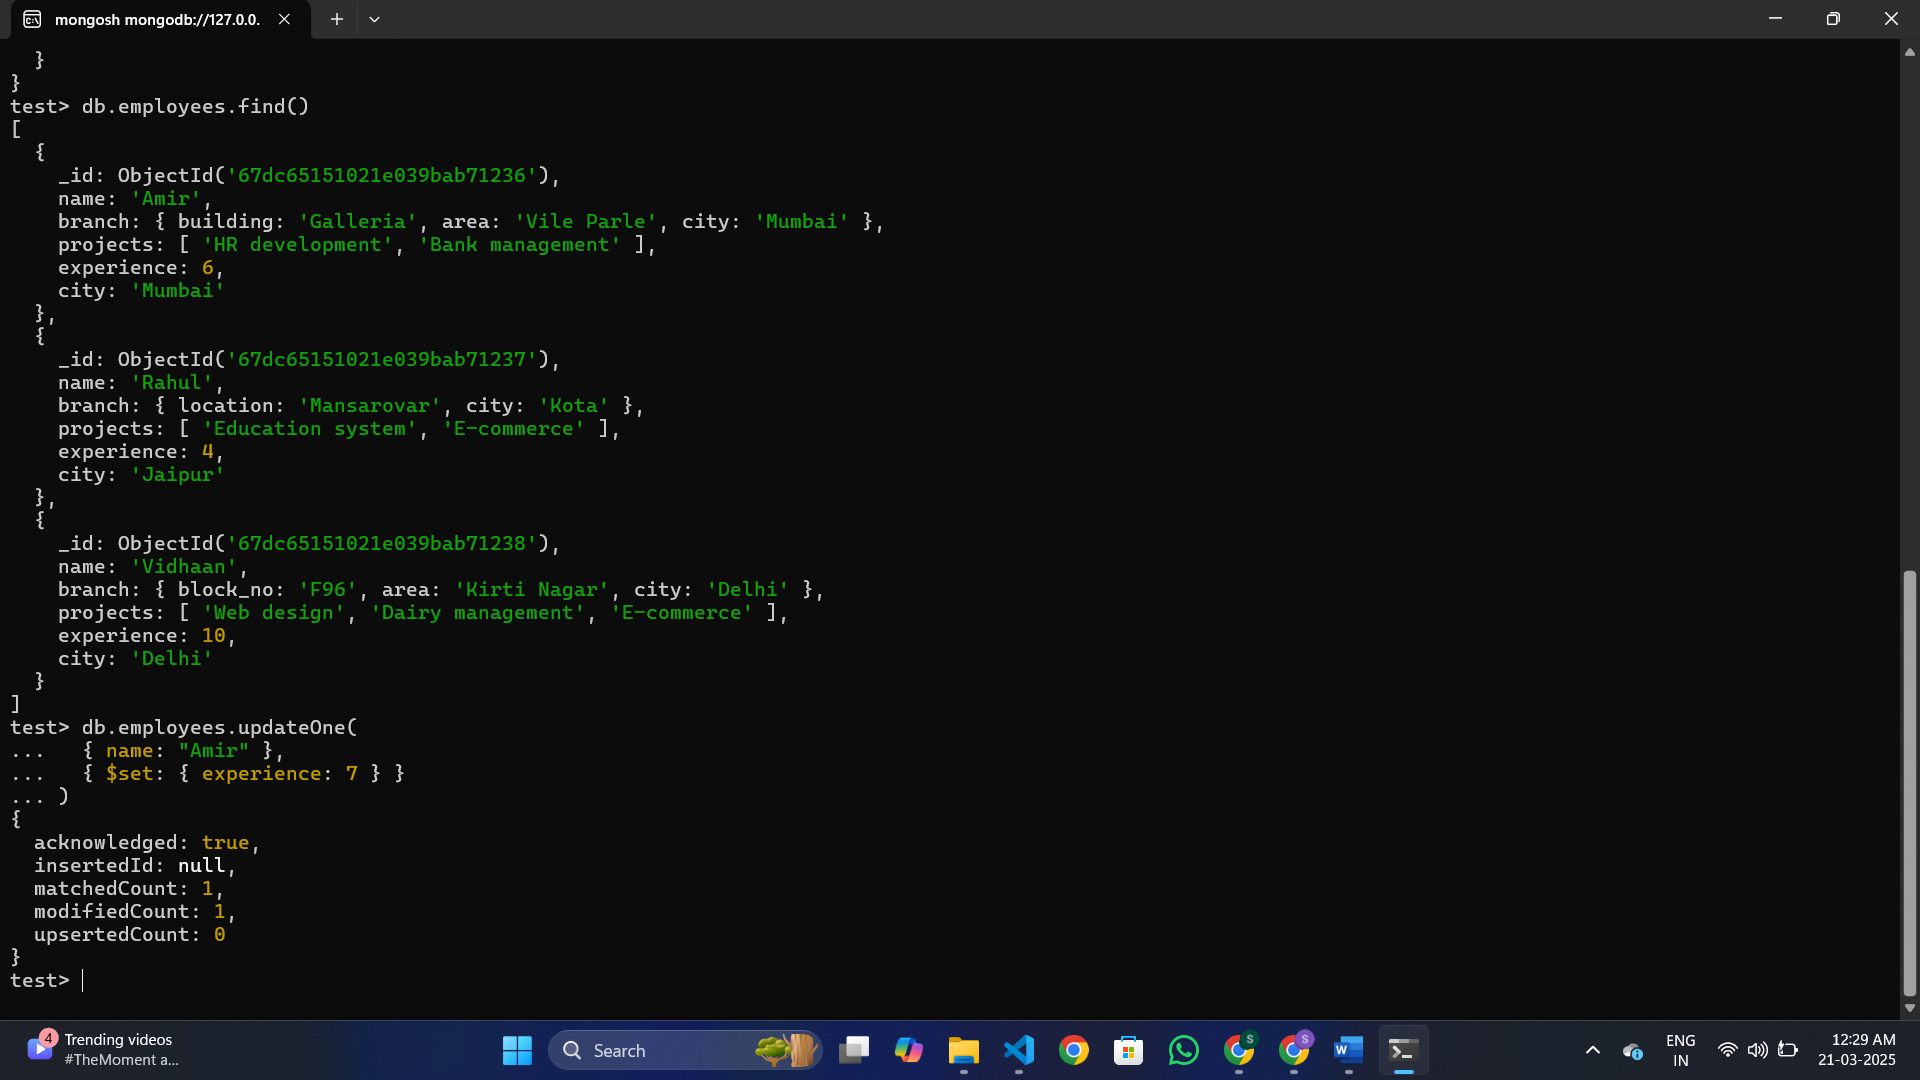 mongosh mongodb://127.0.0.
  }
}
test> db.employees.find()
[
  {
    _id: ObjectId('67dc65151021e039bab71236'),
    name: 'Amir',
    branch: { building: 'Galleria', area: 'Vile Parle', city: 'Mumbai' },
    projects: [ 'HR development', 'Bank management' ],
    experience: 6,
    city: 'Mumbai'
  },
  {
    _id: ObjectId('67dc65151021e039bab71237'),
    name: 'Rahul',
    branch: { location: 'Mansarovar', city: 'Kota' },
    projects: [ 'Education system', 'E-commerce' ],
    experience: 4,
    city: 'Jaipur'
  },
  {
    _id: ObjectId('67dc65151021e039bab71238'),
    name: 'Vidhaan',
    branch: { block_no: 'F96', area: 'Kirti Nagar', city: 'Delhi' },
    projects: [ 'Web design', 'Dairy management', 'E-commerce' ],
    experience: 10,
    city: 'Delhi'
  }
]
test> db.employees.updateOne(
...   { name: "Amir" },
...   { $set: { experience: 7 } }
... )
{
  acknowledged: true,
  insertedId: null,
  matchedCount: 1,
  modifiedCount: 1,
  upsertedCount: 0
}
test>
4
Trending videos
#TheMoment a...
Search
S
S
W
ENG
IN
12:29 AM
21-03-2025